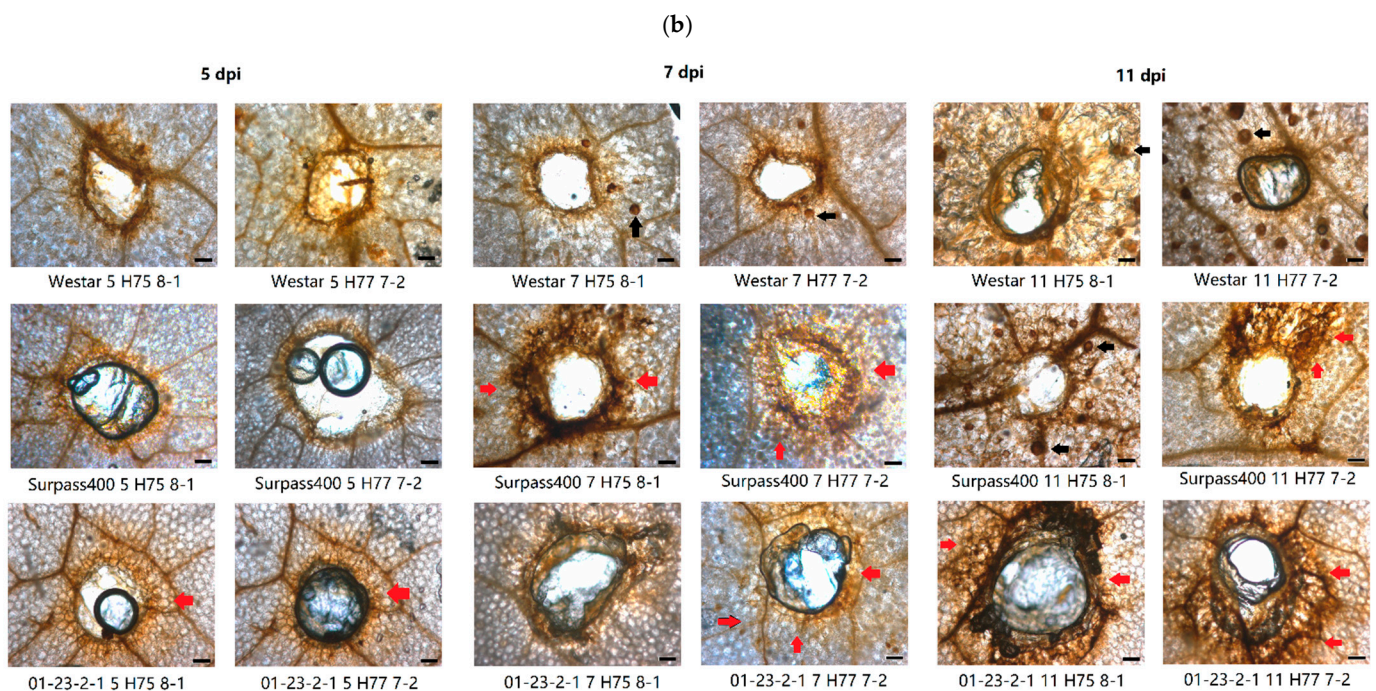 (b)
5 dpi 7 dpi 11 dpi
Westar 5 H75 8-1 Westar 5 H77 7-2 Westar 7 H75 8-1 Westar 7 H77 7-2 Westar 11 H75 8-1 Westar 11 H77 7-2
Surpass400 5 H75 8-1 Surpass400 5 H77 7-2 Surpass400 7 H75 8-1 Surpass400 7 H77 7-2 Surpass400 11 H75 8-1 Surpass400 11 H77 7-2
01-23-2-1 5 H75 8-1 01-23-2-1 5 H77 7-2 01-23-2-1 7 H75 8-1 01-23-2-1 7 H77 7-2 01-23-2-1 11 H75 8-1 01-23-2-1 11 H77 7-2